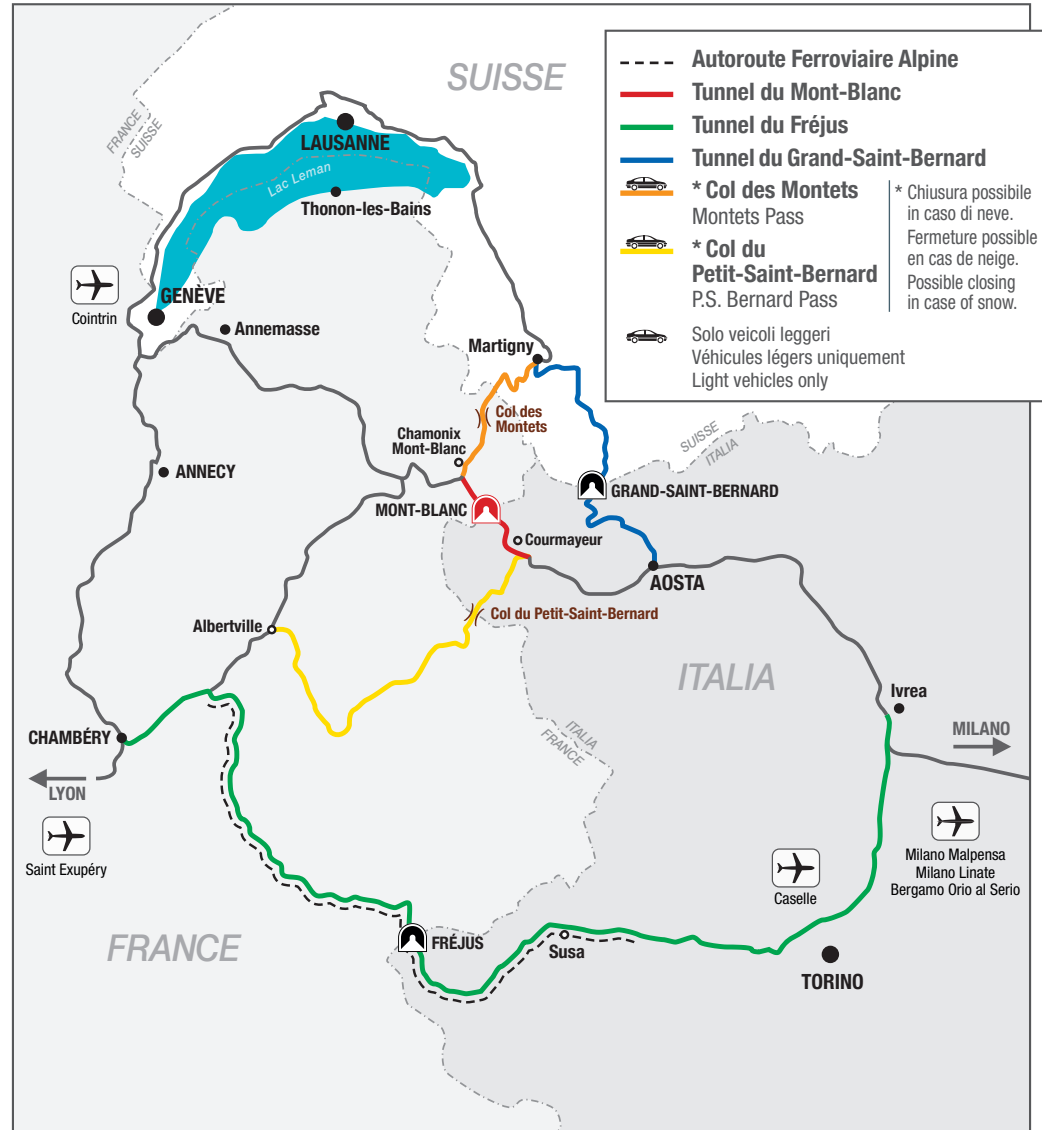 SUISSE
FRANCE
SUISSE
LAUSANNE
Lac Leman
Thonon-les-Bains
GENÈVE
Cointrin
Annemasse
Martigny
Col des
Montets
Chamonix
Mont-Blanc
ANNECY
MONT-BLANC
GRAND-SAINT-BERNARD
SUISSE
ITALIA
Courmayeur
AOSTA
Col du Petit-Saint-Bernard
Albertville
ITALIA
Ivrea
ITALIA
FRANCE
MILANO
CHAMBÉRY
LYON
Saint Exupéry
Milano Malpensa
Milano Linate
Bergamo Orio al Serio
Caselle
FRANCE
FRÉJUS
Susa
TORINO
Autoroute Ferroviaire Alpine
Tunnel du Mont-Blanc
Tunnel du Fréjus
Tunnel du Grand-Saint-Bernard
* Col des Montets
Montets Pass
* Col du
Petit-Saint-Bernard
P.S. Bernard Pass
* Chiusura possibile
in caso di neve.
Fermeture possible
en cas de neige.
Possible closing
in case of snow.
Solo veicoli leggeri
Véhicules légers uniquement
Light vehicles only